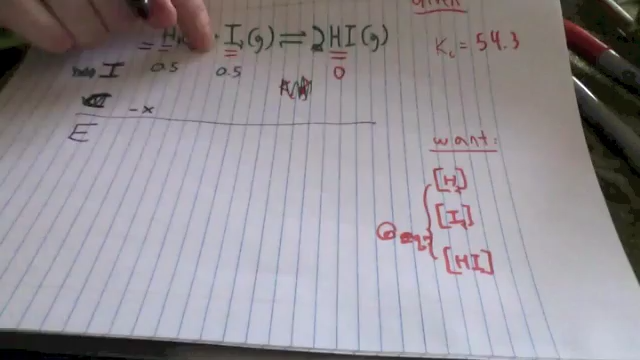 Given
H₂ I₂(g) ⇌ 2HI(g)
Kc = 54.3
I 0.5 0.5 0
-x
E
want:
@ eq:
[H₂]
[I₂]
[HI]